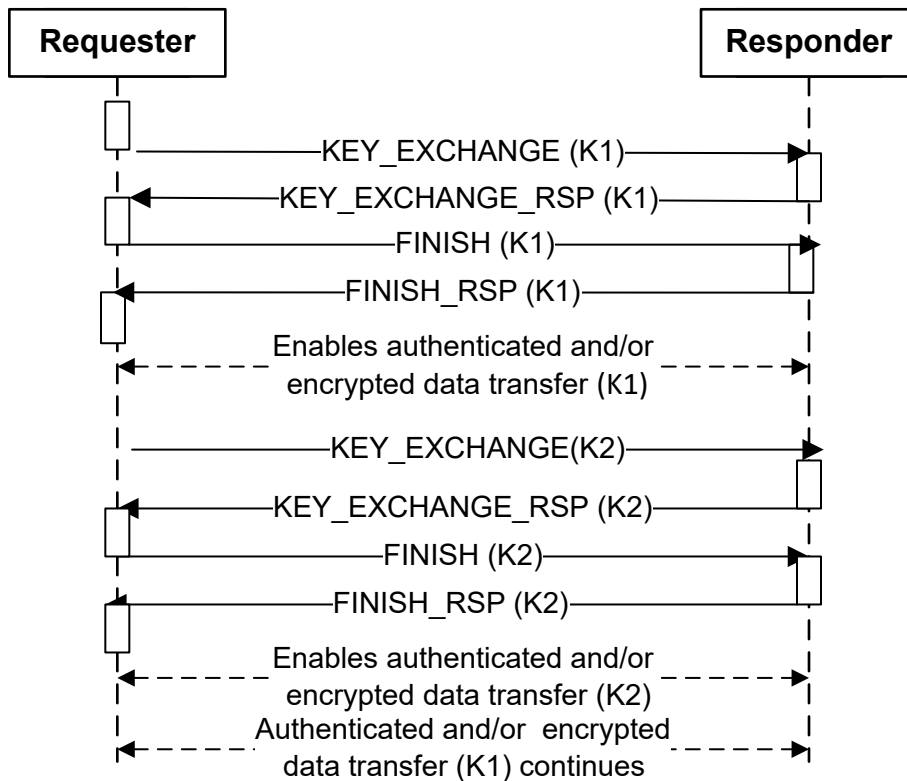 Requester
Responder
KEY_EXCHANGE (K1)
KEY_EXCHANGE_RSP (K1)
FINISH (K1)
FINISH_RSP (K1)
Enables authenticated and/or
encrypted data transfer (K1)
KEY_EXCHANGE(K2)
KEY_EXCHANGE_RSP (K2)
FINISH (K2)
FINISH_RSP (K2)
Enables authenticated and/or
encrypted data transfer (K2)
Authenticated and/or encrypted
data transfer (K1) continues